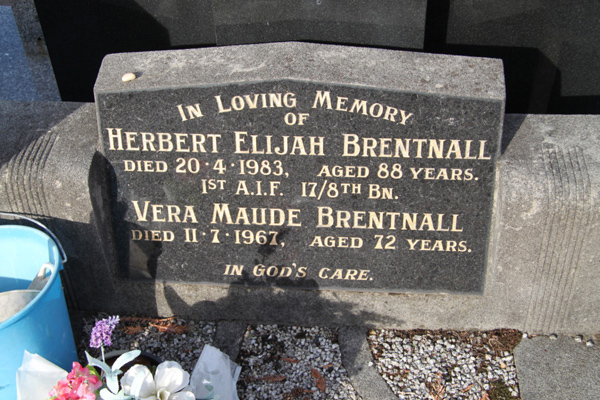 IN LOVING MEMORY
OF
HERBERT ELIJAH BRENTNALL
DIED 20·4·1983, AGED 88 YEARS.
1ST A.I.F. 17/8TH BN.
VERA MAUDE BRENTNALL
DIED 11·7·1967, AGED 72 YEARS.
IN GOD'S CARE.